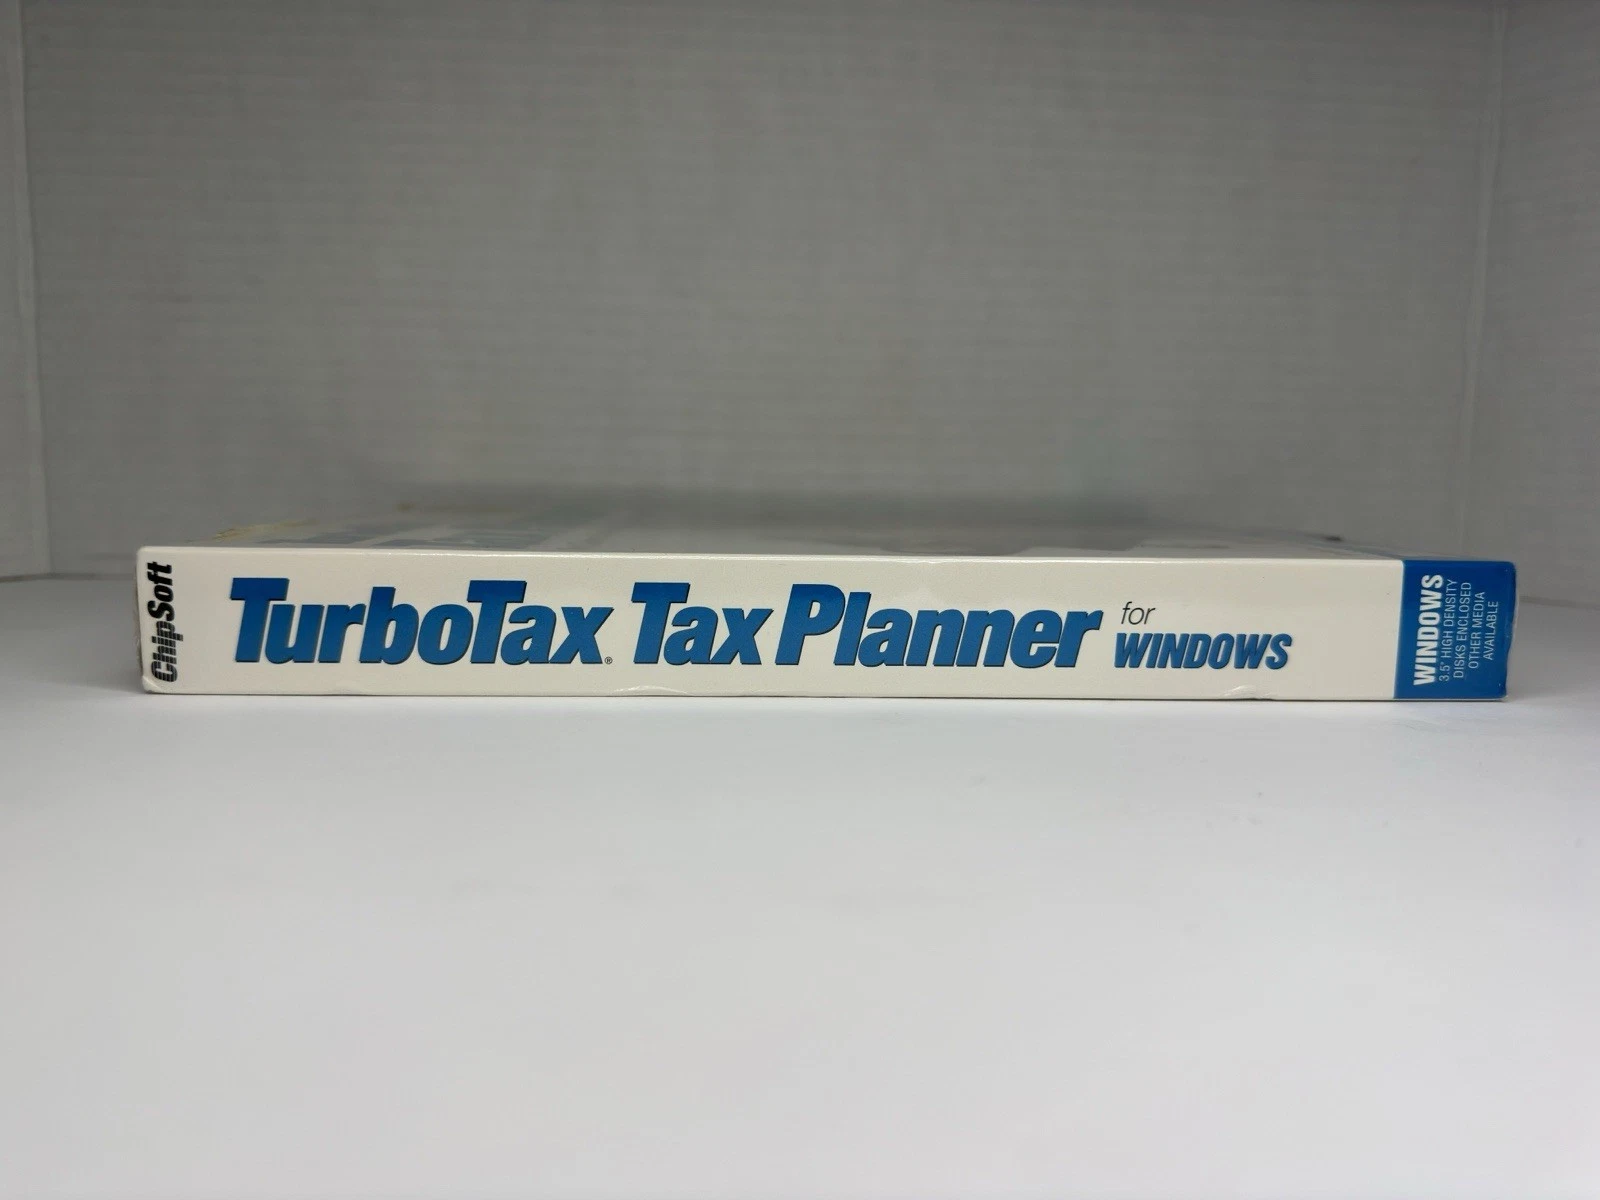 ChipSoft
TurboTax® Tax Planner for WINDOWS
WINDOWS
3.5" HIGH DENSITY
DISKS ENCLOSED
OTHER MEDIA
AVAILABLE